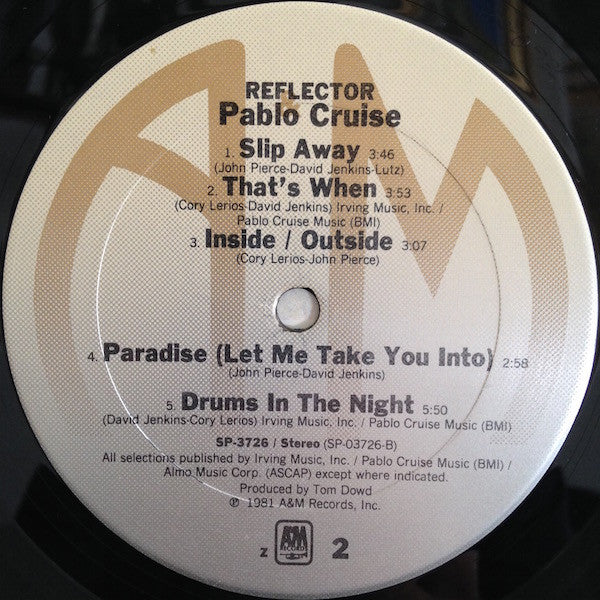 REFLECTOR
Pablo Cruise
1. Slip Away 3:46
(John Pierce-David Jenkins-Lutz)
2. That's When 3:53
(Cory Lerios-David Jenkins) Irving Music, Inc. /
Pablo Cruise Music (BMI)
3. Inside / Outside 3:07
(Cory Lerios-John Pierce)
4. Paradise (Let Me Take You Into) 2:58
(John Pierce-David Jenkins)
5. Drums In The Night 5:50
(David Jenkins-Cory Lerios) Irving Music, Inc. / Pablo Cruise Music (BMI)
SP-3726 / Stereo (SP-03726-B)
All selections published by Irving Music, Inc. / Pablo Cruise Music (BMI) /
Almo Music Corp. (ASCAP) except where indicated.
Produced by Tom Dowd
℗ 1981 A&M Records, Inc.
z A&M RECORDS 2